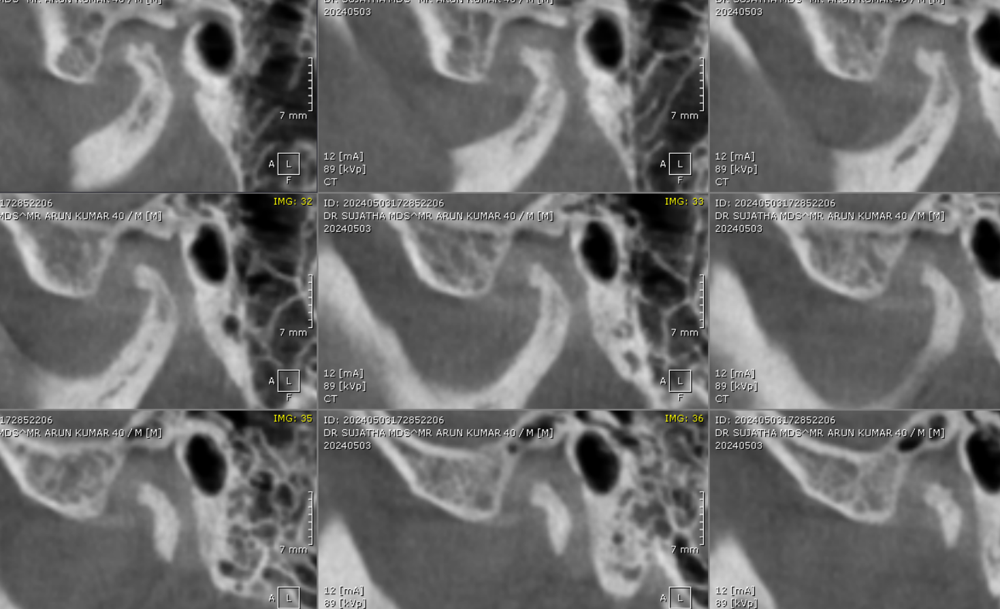 20240503
20240503
7 mm
7 mm
12 [mA]
89 [kVp]
CT
12 [mA]
89 [kVp]
CT
A L
F
A L
F
172852206
IMG: 32
MDS^MR ARUN KUMAR 40 / M [M]
ID: 20240503172852206
IMG: 33
DR SUJATHA MDS^MR ARUN KUMAR 40 / M [M]
20240503
ID: 20240503172852206
DR SUJATHA MDS^MR ARUN KUMAR 40 / M [M]
20240503
7 mm
7 mm
12 [mA]
89 [kVp]
CT
12 [mA]
89 [kVp]
CT
A L
F
A L
F
172852206
IMG: 35
MDS^MR ARUN KUMAR 40 / M [M]
ID: 20240503172852206
IMG: 36
DR SUJATHA MDS^MR ARUN KUMAR 40 / M [M]
20240503
ID: 20240503172852206
DR SUJATHA MDS^MR ARUN KUMAR 40 / M [M]
20240503
7 mm
7 mm
12 [mA]
89 [kVp]
12 [mA]
89 [kVp]
A L
A L